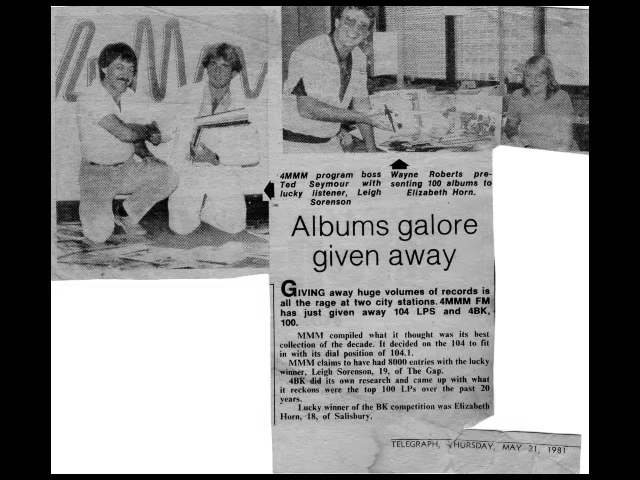 4MMM program boss
Ted Seymour with
lucky listener, Leigh
Sorenson
Wayne Roberts pre-
senting 100 albums to
Elizabeth Horn.
Albums galore
given away
GIVING away huge volumes of records is
all the rage at two city stations. 4MMM FM
has just given away 104 LPS and 4BK,
100.
MMM compiled what it thought was its best
collection of the decade. It decided on the 104 to fit
in with its dial position of 104.1.
MMM claims to have had 8000 entries with the lucky
winner, Leigh Sorenson, 19, of The Gap.
4BK did its own research and came up with what
it reckons were the top 100 LPs over the past 20
years.
Lucky winner of the BK competition was Elizabeth
Horn, 18, of Salisbury.
TELEGRAPH, THURSDAY, MAY 21, 1981